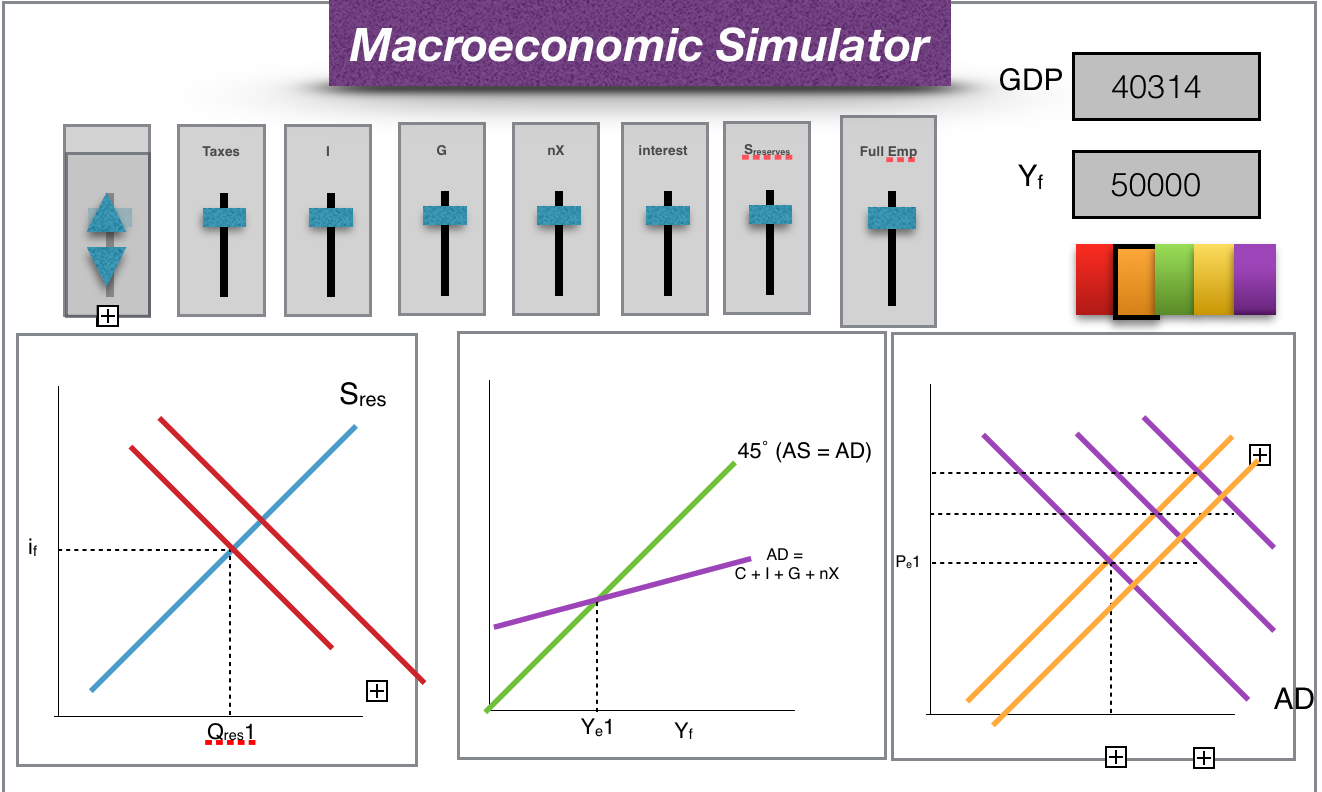 Macroeconomic Simulator
GDP 40314
Yf 50000
Taxes
I
G
nX
interest
Sreserves
Full Emp
Sres
if
Qres1
45° (AS = AD)
AD =
C + I + G + nX
Ye1
Yf
Pe1
AD